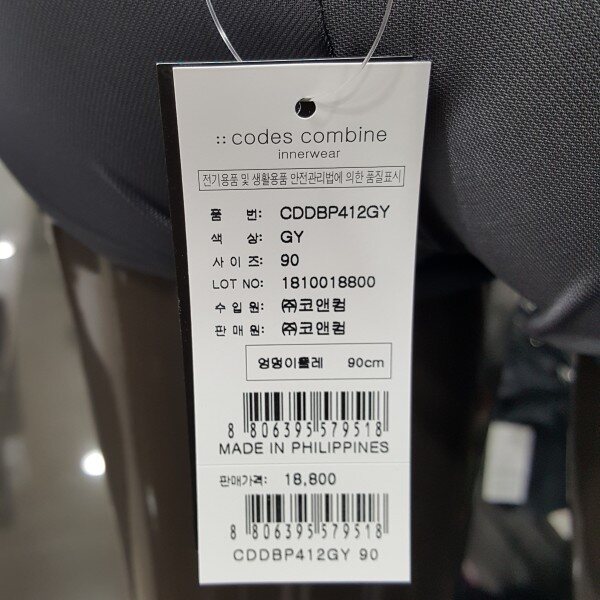 :: codes combine
innerwear
전기용품 및 생활용품 안전관리법에 의한 품질표시
품 번: CDDBP412GY
색 상: GY
사 이 즈: 90
LOT NO: 1810018800
수 입 원: ㈜코앤컴
판 매 원: ㈜코앤컴
엉덩이둘레 90cm
8 806395 579518
MADE IN PHILIPPINES
판매가격: 18,800
8 806395 579518
CDDBP412GY 90